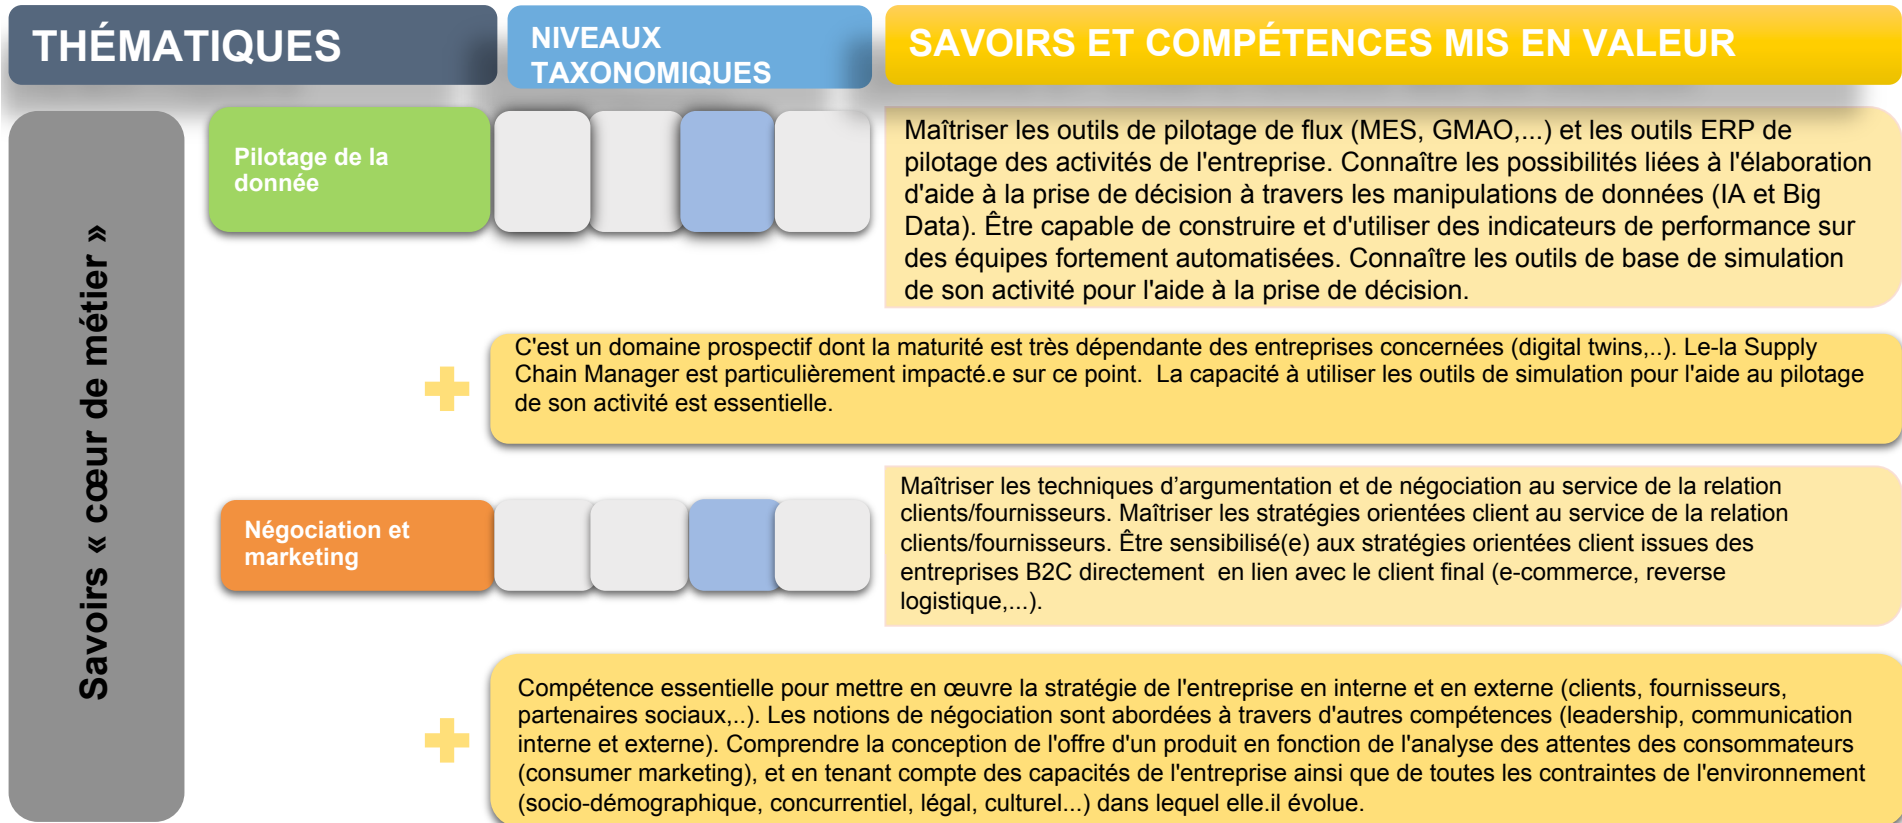 THÉMATIQUES
NIVEAUX
TAXONOMIQUES
SAVOIRS ET COMPÉTENCES MIS EN VALEUR
Savoirs « cœur de métier »
Pilotage de la
donnée
Maîtriser les outils de pilotage de flux (MES, GMAO,...) et les outils ERP de
pilotage des activités de l'entreprise. Connaître les possibilités liées à l'élaboration
d'aide à la prise de décision à travers les manipulations de données (IA et Big
Data). Être capable de construire et d'utiliser des indicateurs de performance sur
des équipes fortement automatisées. Connaître les outils de base de simulation
de son activité pour l'aide à la prise de décision.
C'est un domaine prospectif dont la maturité est très dépendante des entreprises concernées (digital twins,..). Le-la Supply
Chain Manager est particulièrement impacté.e sur ce point.  La capacité à utiliser les outils de simulation pour l'aide au pilotage
de son activité est essentielle.
Négociation et
marketing
Maîtriser les techniques d’argumentation et de négociation au service de la relation
clients/fournisseurs. Maîtriser les stratégies orientées client au service de la relation
clients/fournisseurs. Être sensibilisé(e) aux stratégies orientées client issues des
entreprises B2C directement  en lien avec le client final (e-commerce, reverse
logistique,...).
Compétence essentielle pour mettre en œuvre la stratégie de l'entreprise en interne et en externe (clients, fournisseurs,
partenaires sociaux,..). Les notions de négociation sont abordées à travers d'autres compétences (leadership, communication
interne et externe). Comprendre la conception de l'offre d'un produit en fonction de l'analyse des attentes des consommateurs
(consumer marketing), et en tenant compte des capacités de l'entreprise ainsi que de toutes les contraintes de l'environnement
(socio-démographique, concurrentiel, légal, culturel...) dans lequel elle.il évolue.